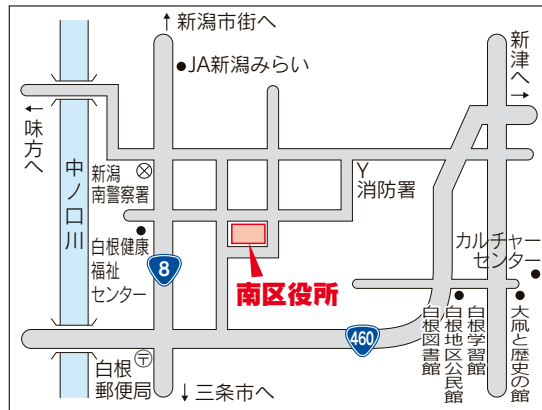 ↑新潟市街へ
●JA新潟みらい
新津へ→
←味方へ
中ノ口川
新潟
南警察署
Y
消防署
白根健康
福祉
センター
8
南区役所
カルチャー
センター
460
白根図書館
白根地区公民館
白根学習館
大凧と歴史の館
〒
白根
郵便局
↓三条市へ